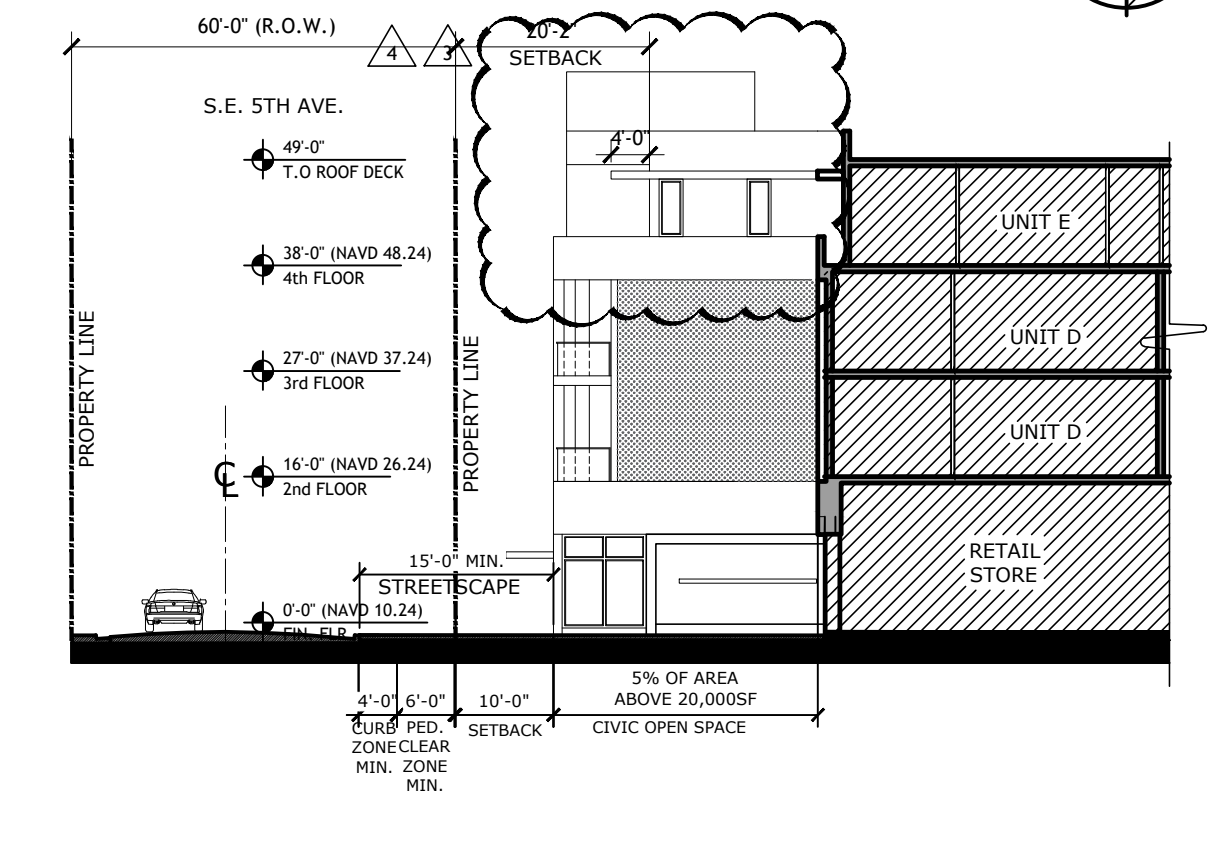 60'-0" (R.O.W.)
4
3
20'-2"
SETBACK
S.E. 5TH AVE.
4'-0"
49'-0"
T.O ROOF DECK
UNIT E
38'-0" (NAVD 48.24)
4th FLOOR
PROPERTY LINE
PROPERTY LINE
UNIT D
27'-0" (NAVD 37.24)
3rd FLOOR
UNIT D
16'-0" (NAVD 26.24)
2nd FLOOR
CL
RETAIL
STORE
15'-0" MIN.
STREETSCAPE
0'-0" (NAVD 10.24)
FIN. FLR.
5% OF AREA
ABOVE 20,000SF
4'-0"
6'-0"
10'-0"
CURB
ZONE
MIN.
PED.
CLEAR
ZONE
MIN.
SETBACK
CIVIC OPEN SPACE